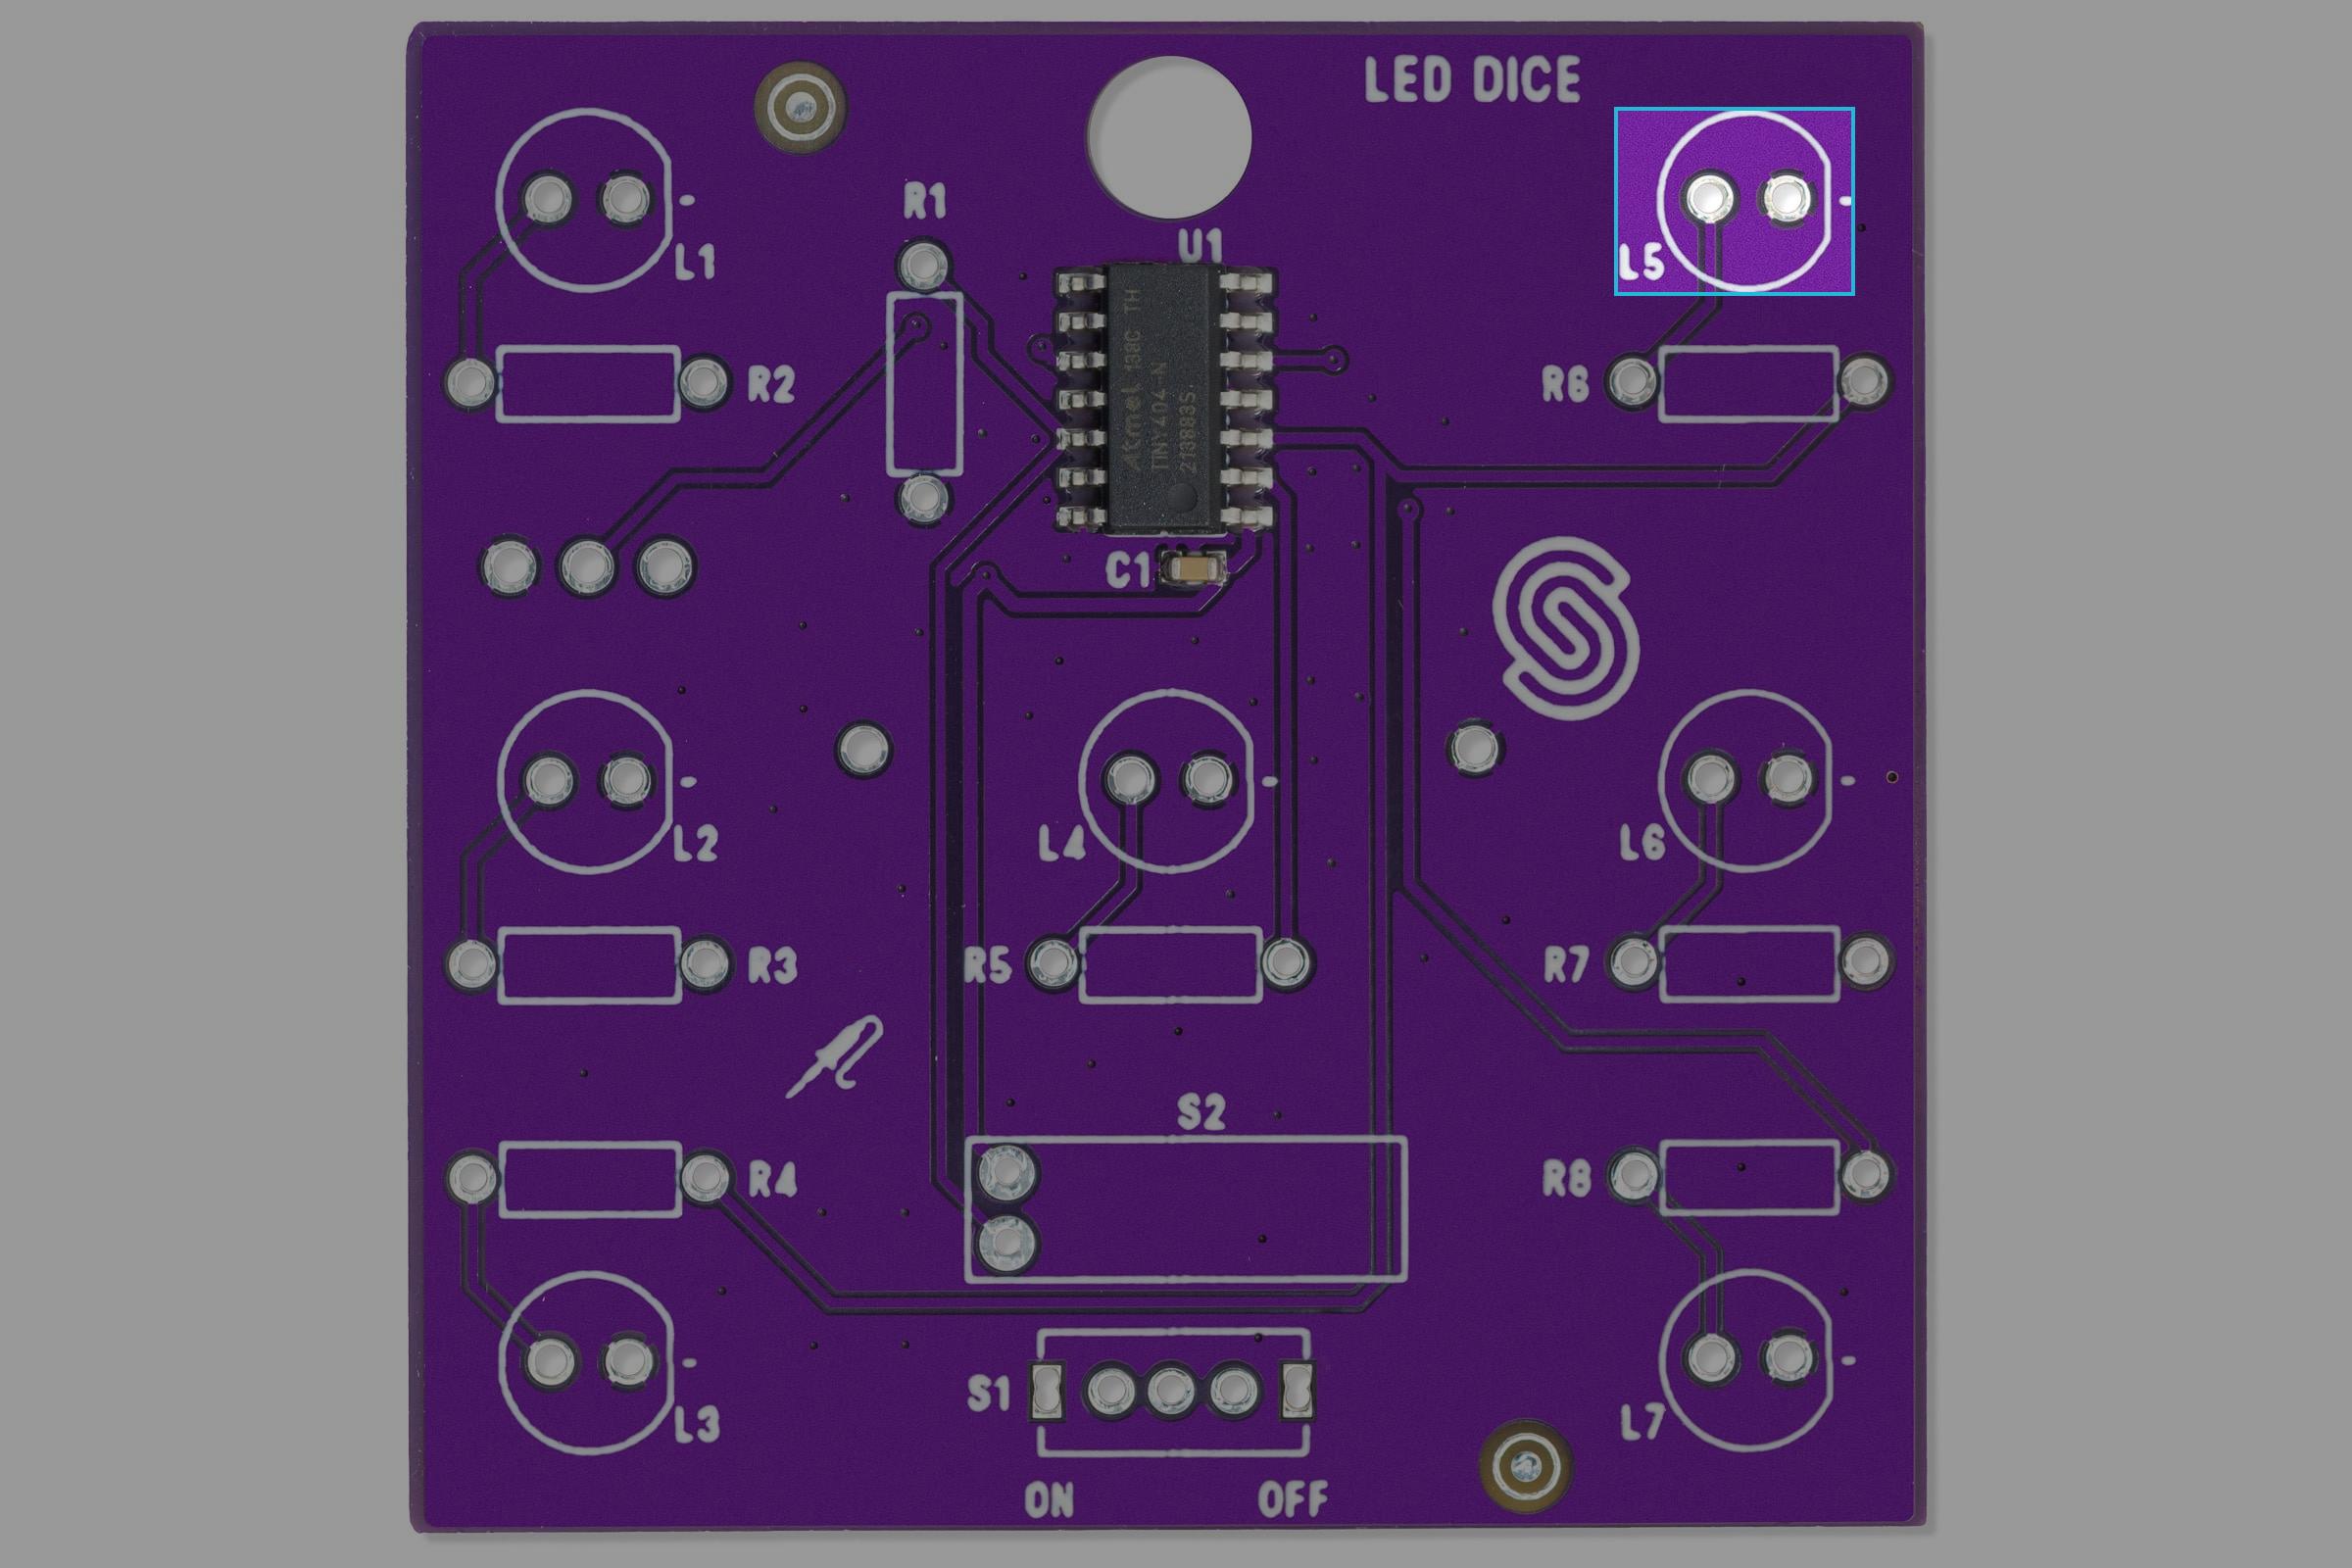 LED DICE
R1
U1
L1
L5
Atmel 138C TH
TINY404-N
213883S
R2
R6
C1
L2
L4
L6
R3
R5
R7
S2
R4
R8
S1
L3
L7
ON
OFF